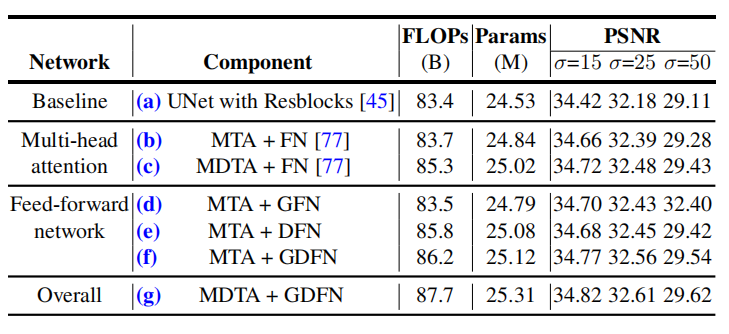 FLOPs Params PSNR
Network Component (B) (M) σ=15 σ=25 σ=50
Baseline (a) UNet with Resblocks [45] 83.4 24.53 34.42 32.18 29.11
Multi-head (b) MTA + FN [77] 83.7 24.84 34.66 32.39 29.28
attention (c) MDTA + FN [77] 85.3 25.02 34.72 32.48 29.43
Feed-forward (d) MTA + GFN 83.5 24.79 34.70 32.43 32.40
network (e) MTA + DFN 85.8 25.08 34.68 32.45 29.42
(f) MTA + GDFN 86.2 25.12 34.77 32.56 29.54
Overall (g) MDTA + GDFN 87.7 25.31 34.82 32.61 29.62